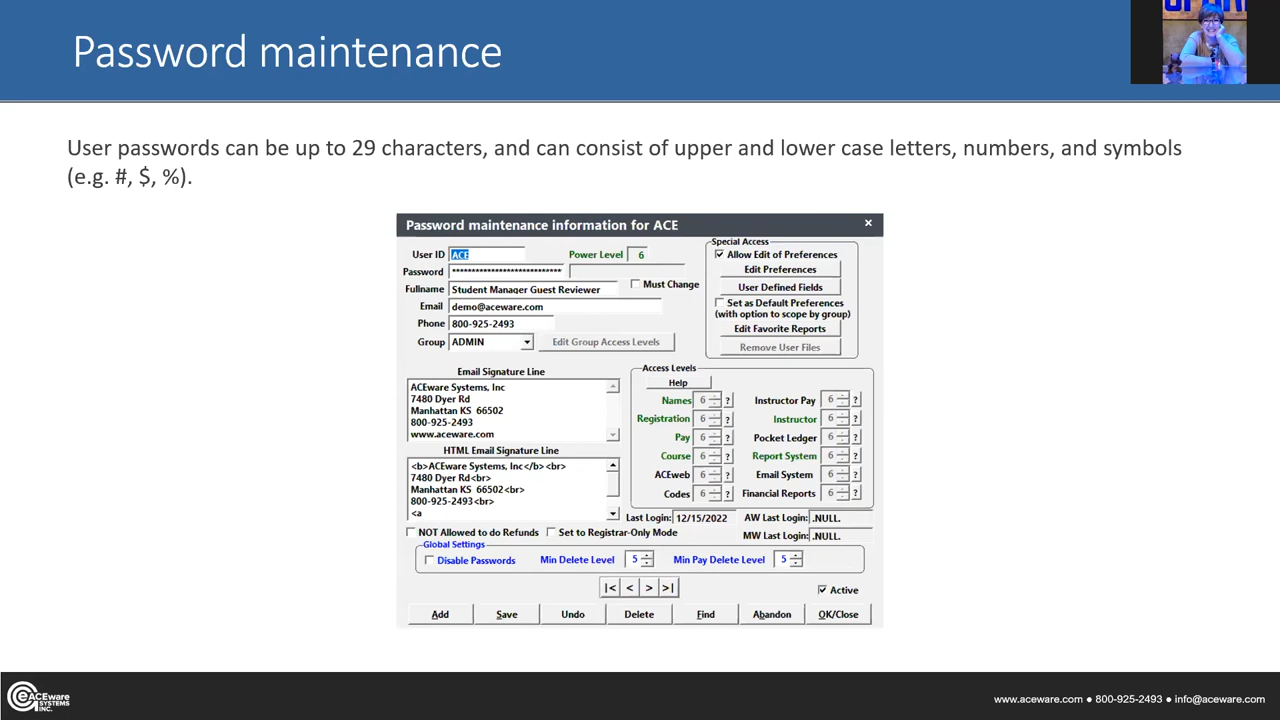 Password maintenance
User passwords can be up to 29 characters, and can consist of upper and lower case letters, numbers, and symbols
(e.g. #, $, %).
Password maintenance information for ACE
×
User ID ACE Power Level 6
Password ****************************
Fullname Student Manager Guest Reviewer Must Change
Email demo@aceware.com
Phone 800-925-2493
Group ADMIN Edit Group Access Levels
Special Access
Allow Edit of Preferences
Edit Preferences
User Defined Fields
Set as Default Preferences
(with option to scope by group)
Edit Favorite Reports
Remove User Files
Email Signature Line
ACEware Systems, Inc
7480 Dyer Rd
Manhattan KS 66502
800-925-2493
www.aceware.com
HTML Email Signature Line
<b>ACEware Systems, Inc</b> <br>
7480 Dyer Rd<br>
Manhattan KS 66502<br>
800-925-2493<br>
<a
Access Levels
Help
Names 6 ? Instructor Pay 6 ?
Registration 6 ? Instructor 6 ?
Pay 6 ? Pocket Ledger 6 ?
Course 6 ? Report System 6 ?
ACEweb 6 ? Email System 6 ?
Codes 6 ? Financial Reports 6 ?
Last Login: 12/15/2022 AW Last Login: .NULL.
MW Last Login: .NULL.
NOT Allowed to do Refunds Set to Registrar-Only Mode
Global Settings
Disable Passwords Min Delete Level 5 Min Pay Delete Level 5
|< < > >|
Active
Add Save Undo Delete Find Abandon OK/Close
ACEware
SYSTEMS
INC.
www.aceware.com ● 800-925-2493 ● info@aceware.com